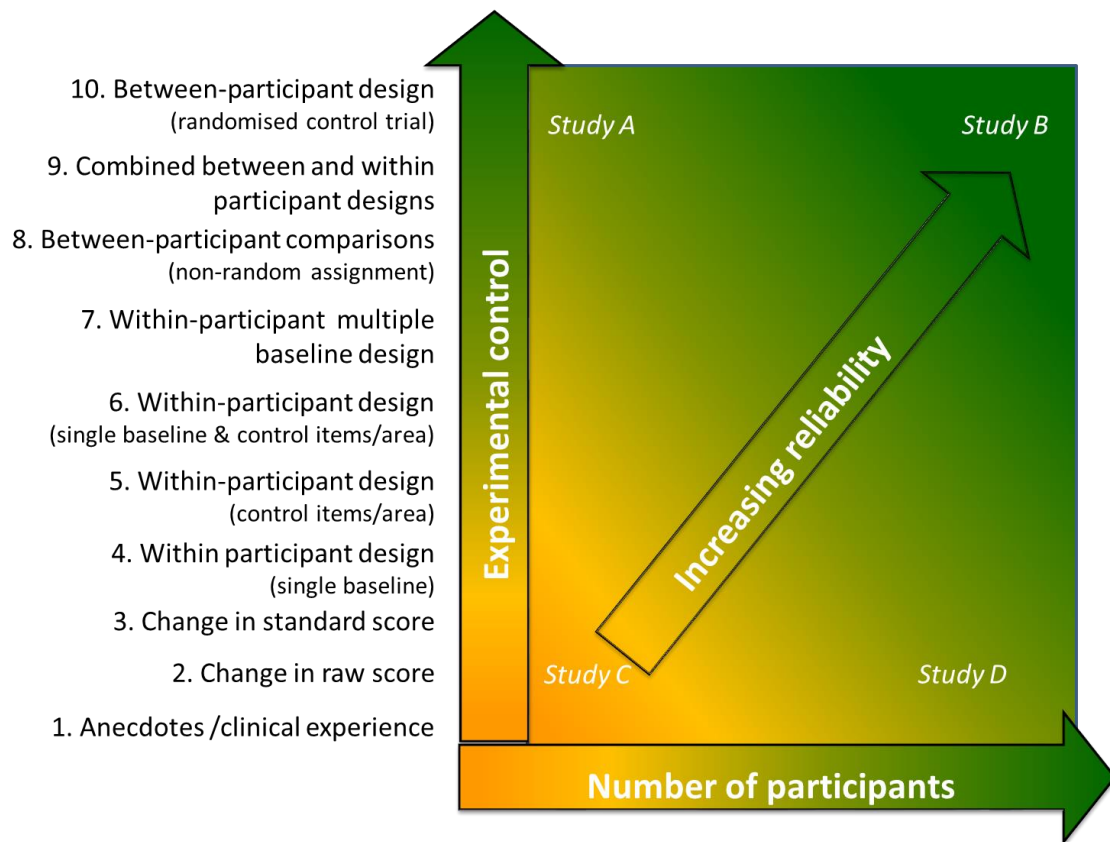 10. Between-participant design
(randomised control trial)
9. Combined between and within
participant designs
8. Between-participant comparisons
(non-random assignment)
7. Within-participant multiple
baseline design
6. Within-participant design
(single baseline & control items/area)
5. Within-participant design
(control items/area)
4. Within participant design
(single baseline)
3. Change in standard score
2. Change in raw score
1. Anecdotes /clinical experience
Experimental control
Study A
Study B
Increasing reliability
Study C
Study D
Number of participants